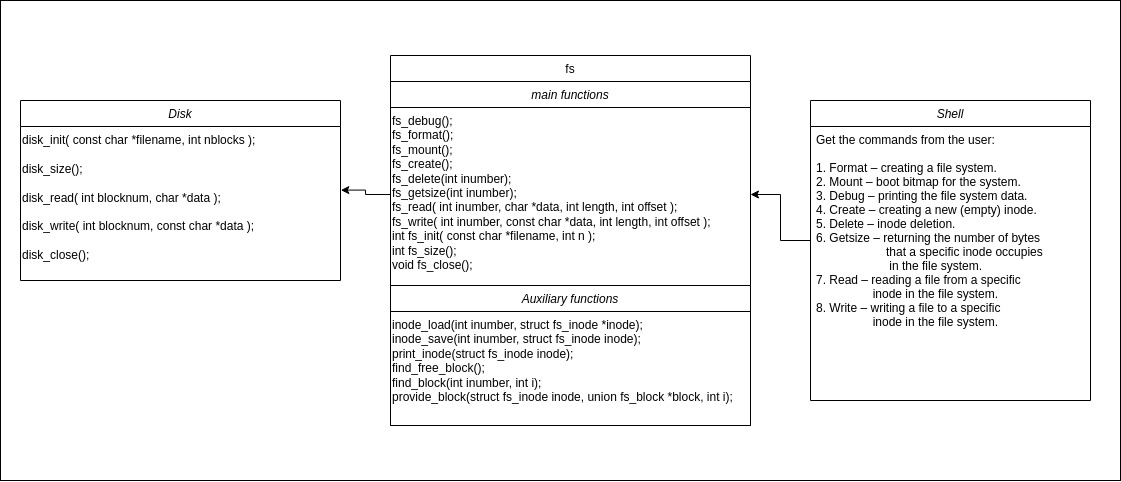 Disk
disk_init( const char *filename, int nblocks );
disk_size();
disk_read( int blocknum, char *data );
disk_write( int blocknum, const char *data );
disk_close();
fs
main functions
fs_debug();
fs_format();
fs_mount();
fs_create();
fs_delete(int inumber);
fs_getsize(int inumber);
fs_read( int inumber, char *data, int length, int offset );
fs_write( int inumber, const char *data, int length, int offset );
int fs_init( const char *filename, int n );
int fs_size();
void fs_close();
Auxiliary functions
inode_load(int inumber, struct fs_inode *inode);
inode_save(int inumber, struct fs_inode inode);
print_inode(struct fs_inode inode);
find_free_block();
find_block(int inumber, int i);
provide_block(struct fs_inode inode, union fs_block *block, int i);
Shell
Get the commands from the user:
1. Format – creating a file system.
2. Mount – boot bitmap for the system.
3. Debug – printing the file system data.
4. Create – creating a new (empty) inode.
5. Delete – inode deletion.
6. Getsize – returning the number of bytes
that a specific inode occupies
in the file system.
7. Read – reading a file from a specific
inode in the file system.
8. Write – writing a file to a specific
inode in the file system.